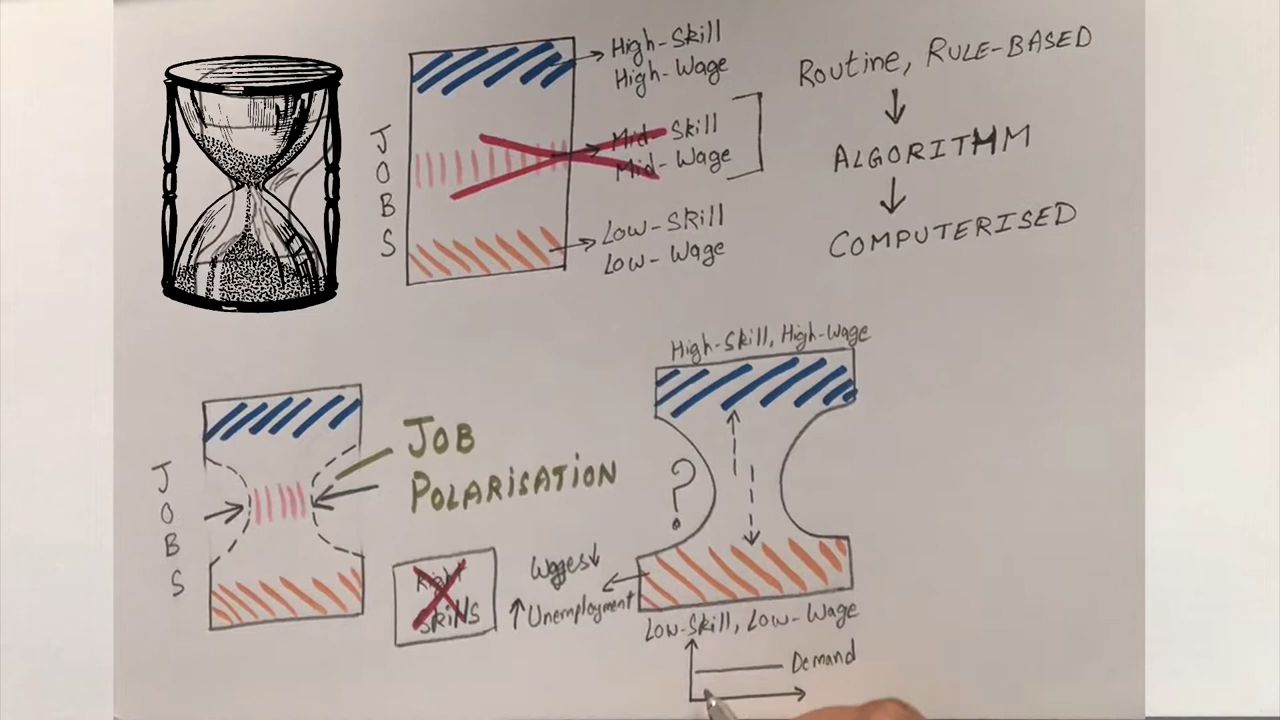 High-Skill
High-Wage
Mid-Skill
Mid-Wage
Low-Skill
Low-Wage
JOBS
ROUTINE, RULE-BASED
ALGORITHM
COMPUTERISED
JOBS
JOB
POLARISATION
Right
Skills
Wages↓
↑Unemployment
High-Skill, High-Wage
?
Low-Skill, Low-Wage
Demand